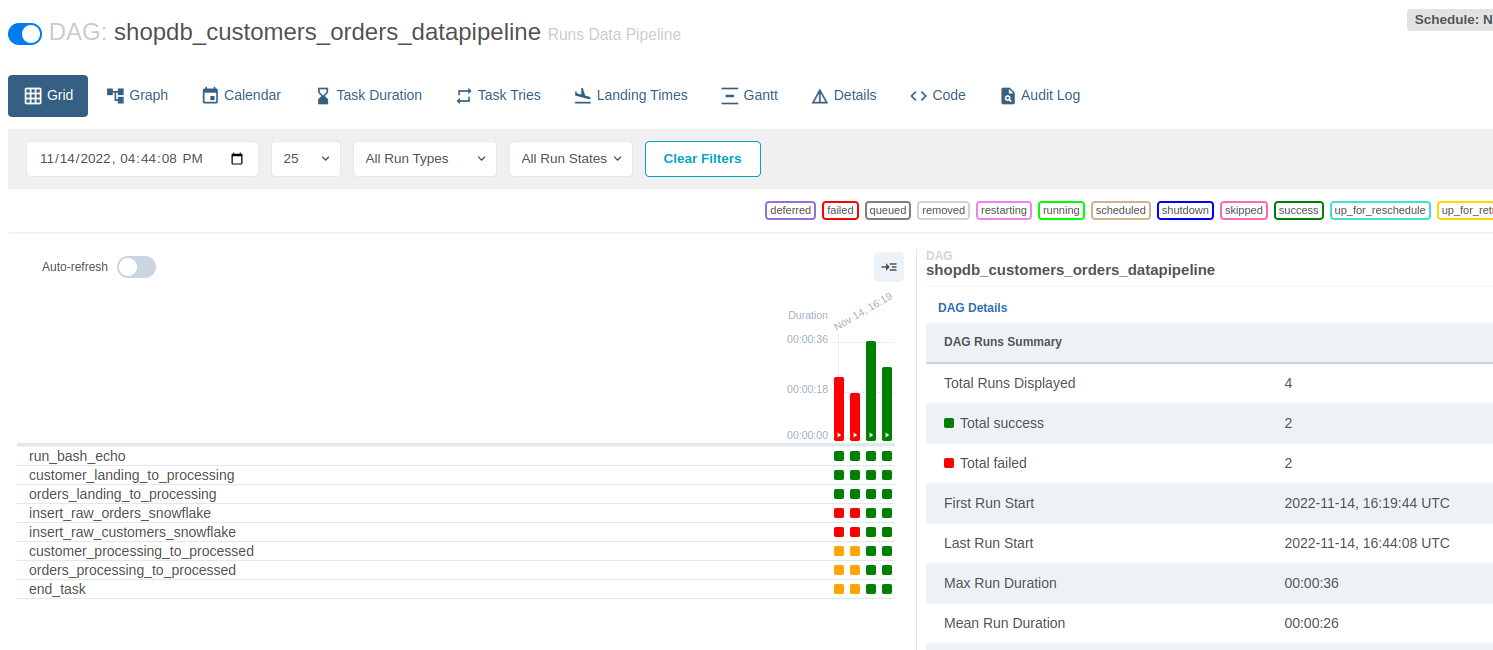 Schedule: N
DAG: shopdb_customers_orders_datapipeline Runs Data Pipeline
Grid Graph Calendar Task Duration Task Tries Landing Times Gantt Details Code Audit Log
11/14/2022, 04:44:08 PM 25 All Run Types All Run States Clear Filters
deferred failed queued removed restarting running scheduled shutdown skipped success up_for_reschedule up_for_retr
Auto-refresh
Duration
Nov 14, 16:19
00:00:36
00:00:18
00:00:00
run_bash_echo
customer_landing_to_processing
orders_landing_to_processing
insert_raw_orders_snowflake
insert_raw_customers_snowflake
customer_processing_to_processed
orders_processing_to_processed
end_task
DAG
shopdb_customers_orders_datapipeline
DAG Details
DAG Runs Summary
Total Runs Displayed 4
Total success 2
Total failed 2
First Run Start 2022-11-14, 16:19:44 UTC
Last Run Start 2022-11-14, 16:44:08 UTC
Max Run Duration 00:00:36
Mean Run Duration 00:00:26